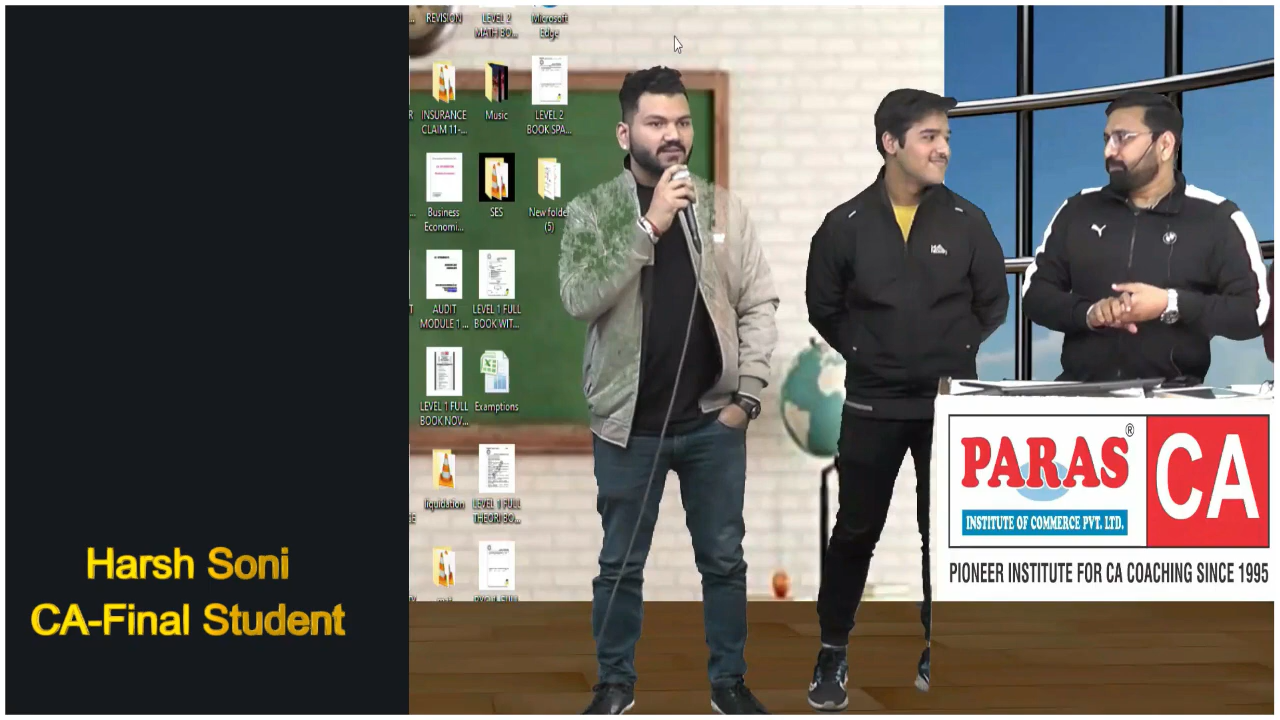 Harsh Soni
CA-Final Student
REVISION
LEVEL 2
MATH BO...
Microsoft
Edge
INSURANCE
CLAIM 11-...
Music
LEVEL 2
BOOK SPA...
Business
Economi...
SES
New folde
(5)
AUDIT
MODULE 1 ...
LEVEL 1 FULL
BOOK WIT...
LEVEL 1 FULL
BOOK NOV...
Examptions
liquidation
LEVEL 1 FULL
THEORI BO...
PARAS®
INSTITUTE OF COMMERCE PVT. LTD.
CA
PIONEER INSTITUTE FOR CA COACHING SINCE 1995